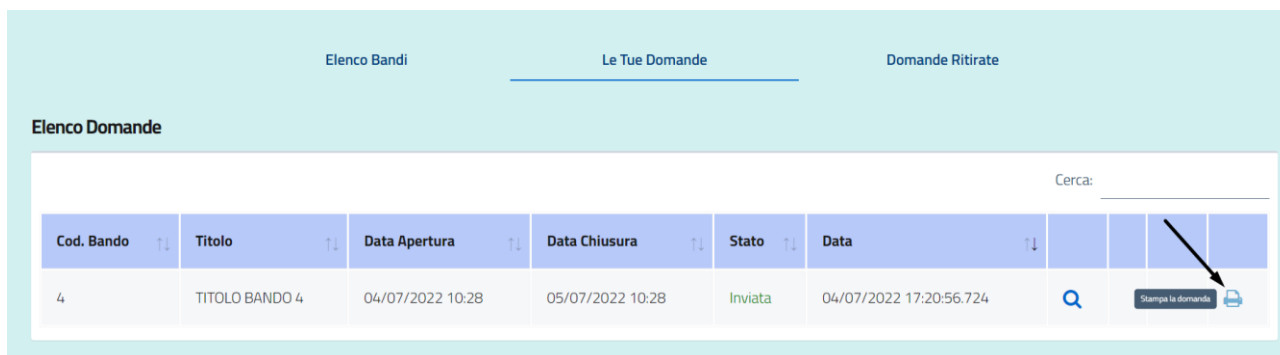 Elenco Bandi Le Tue Domande Domande Ritirate
Elenco Domande
Cerca:
Cod. Bando Titolo Data Apertura Data Chiusura Stato Data
4 TITOLO BANDO 4 04/07/2022 10:28 05/07/2022 10:28 Inviata 04/07/2022 17:20:56.724 Stampa la domanda